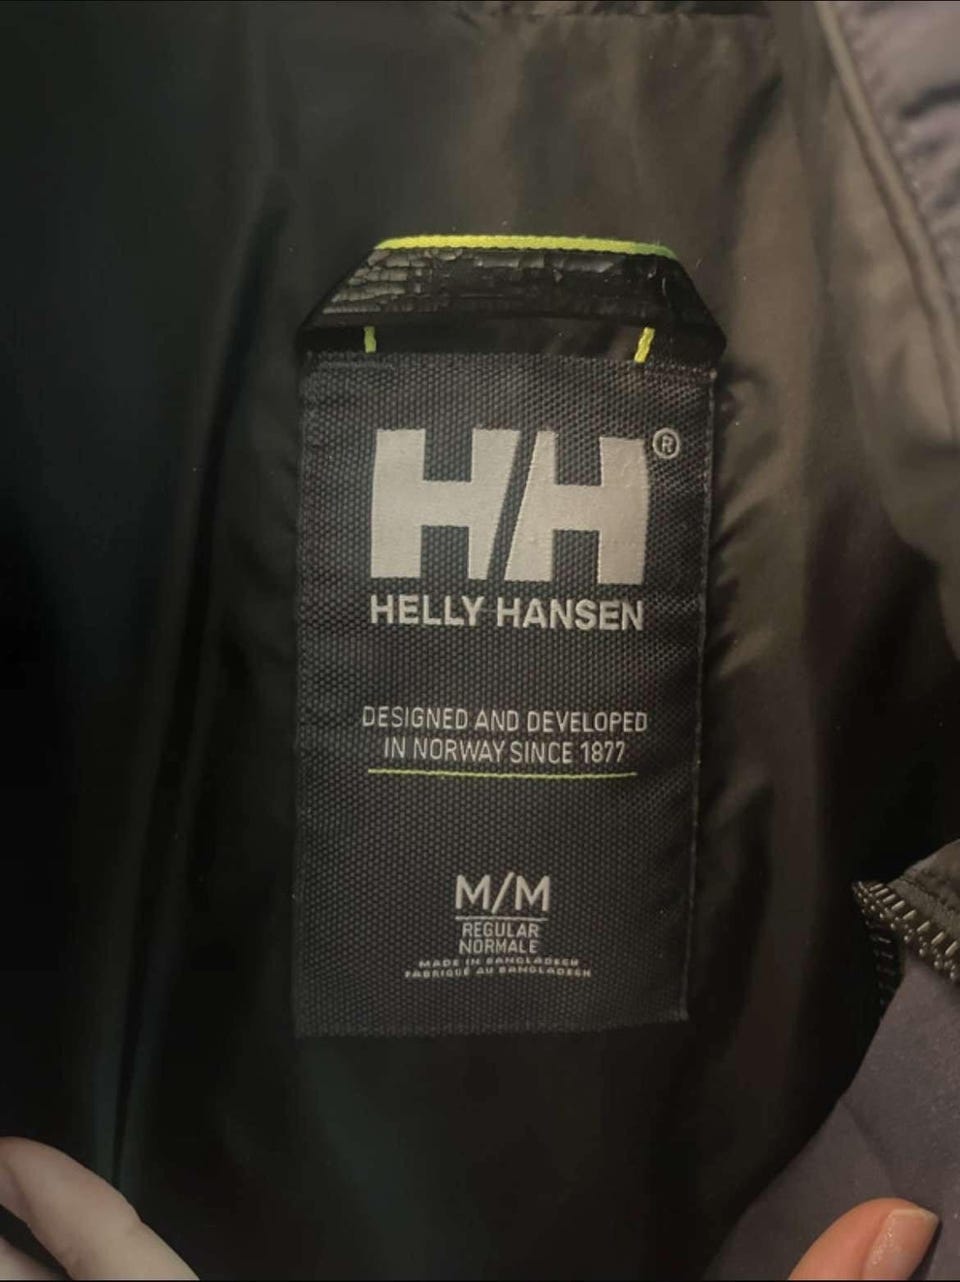 HH®
HELLY HANSEN
DESIGNED AND DEVELOPED
IN NORWAY SINCE 1877
M/M
REGULAR
NORMALE
MADE IN BANGLADESH
FABRIQUÉ AU BANGLADESH